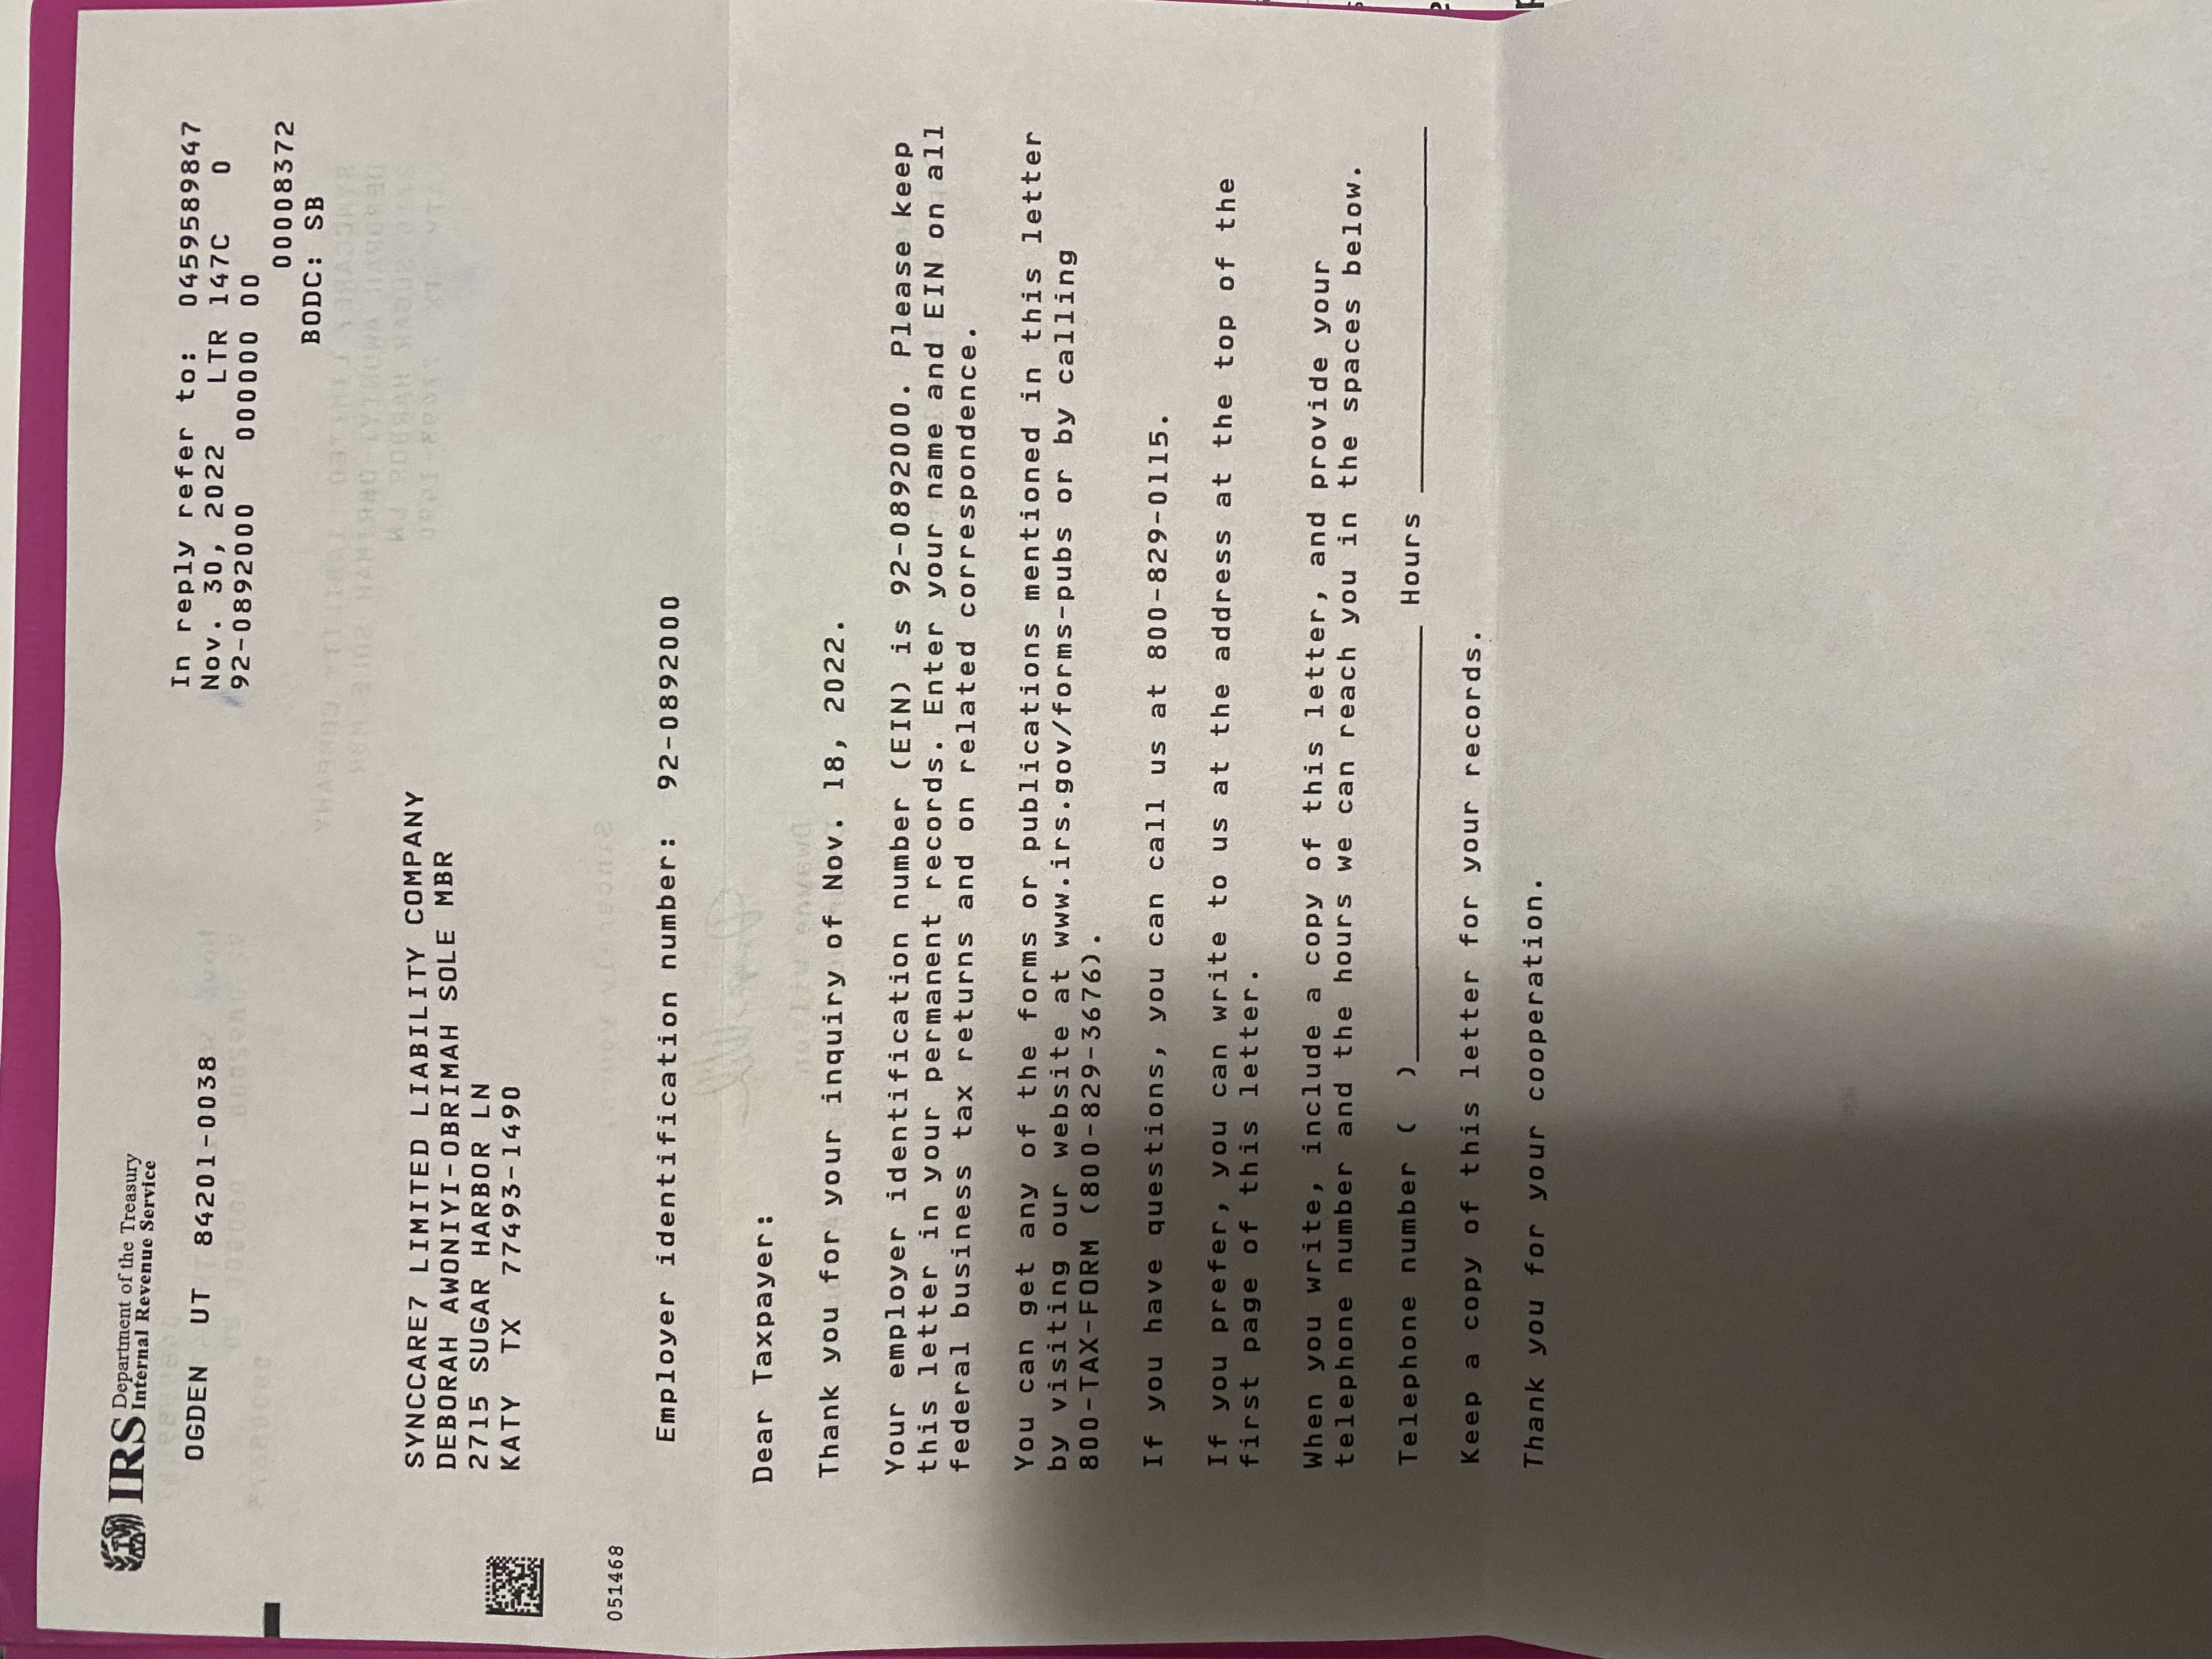 IRS Department of the Treasury
Internal Revenue Service
OGDEN UT 84201-0038
In reply refer to: 0459589847
Nov. 30, 2022 LTR 147C 0
92-0892000 000000 00
00008372
BODC: SB
SYNCCARE7 LIMITED LIABILITY COMPANY
DEBORAH AWONIYI-OBRIMAH SOLE MBR
2715 SUGAR HARBOR LN
KATY TX 77493-1490
051468
Employer identification number: 92-0892000
Dear Taxpayer:
Thank you for your inquiry of Nov. 18, 2022.
Your employer identification number (EIN) is 92-0892000. Please keep
this letter in your permanent records. Enter your name and EIN on all
federal business tax returns and on related correspondence.
You can get any of the forms or publications mentioned in this letter
by visiting our website at www.irs.gov/forms-pubs or by calling
800-TAX-FORM (800-829-3676).
If you have questions, you can call us at 800-829-0115.
If you prefer, you can write to us at the address at the top of the
first page of this letter.
When you write, include a copy of this letter, and provide your
telephone number and the hours we can reach you in the spaces below.
Telephone number ( )______________________ Hours ___________________
Keep a copy of this letter for your records.
Thank you for your cooperation.